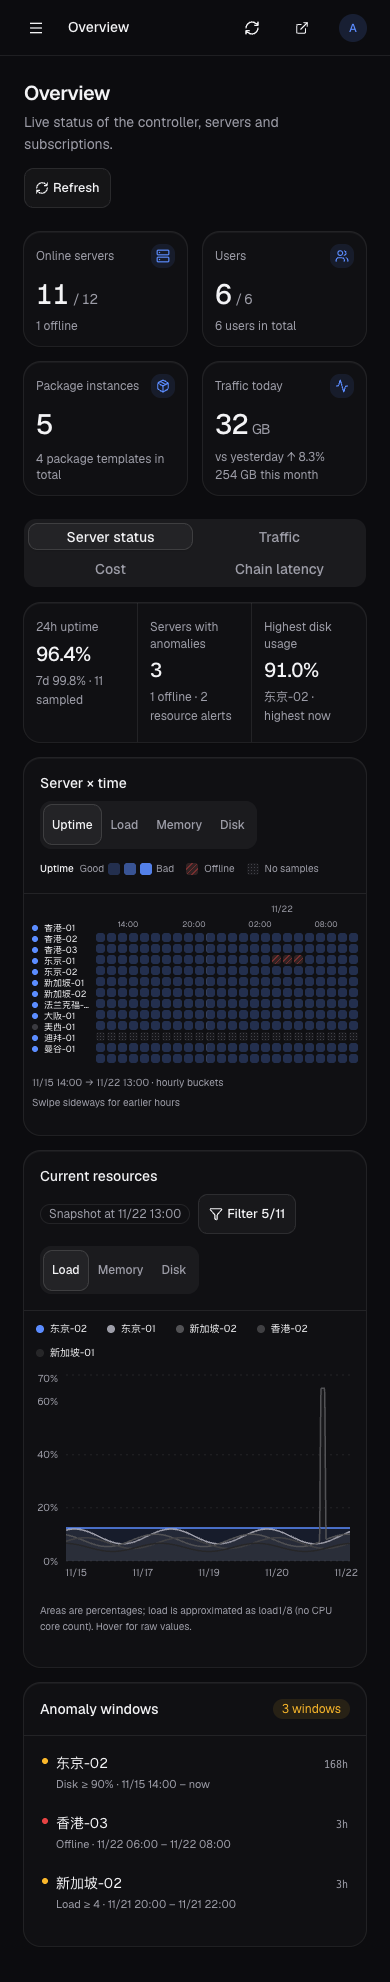 Overview
A
Overview
Live status of the controller, servers and
subscriptions.
Refresh
Online servers
11 / 12
1 offline
Users
6 / 6
6 users in total
Package instances
5
4 package templates in
total
Traffic today
32 GB
vs yesterday ↑ 8.3%
254 GB this month
Server status
Traffic
Cost
Chain latency
24h uptime
96.4%
7d 99.8% · 11
sampled
Servers with
anomalies
3
1 offline · 2
resource alerts
Highest disk
usage
91.0%
东京-02 ·
highest now
Server × time
Uptime Load Memory Disk
Uptime Good Bad Offline No samples
11/22
14:00 20:00 02:00 08:00
香港-01
香港-02
香港-03
东京-01
东京-02
新加坡-01
新加坡-02
法兰克福-…
大阪-01
美西-01
迪拜-01
曼谷-01
11/15 14:00 → 11/22 13:00 · hourly buckets
Swipe sideways for earlier hours
Current resources
Snapshot at 11/22 13:00
Filter 5/11
Load Memory Disk
东京-02 东京-01 新加坡-02 香港-02
新加坡-01
70%
60%
40%
20%
0%
11/15 11/17 11/19 11/20 11/22
Areas are percentages; load is approximated as load1/8 (no CPU
core count). Hover for raw values.
Anomaly windows
3 windows
东京-02
168h
Disk ≥ 90% · 11/15 14:00 – now
香港-03
3h
Offline · 11/22 06:00 – 11/22 08:00
新加坡-02
3h
Load ≥ 4 · 11/21 20:00 – 11/21 22:00